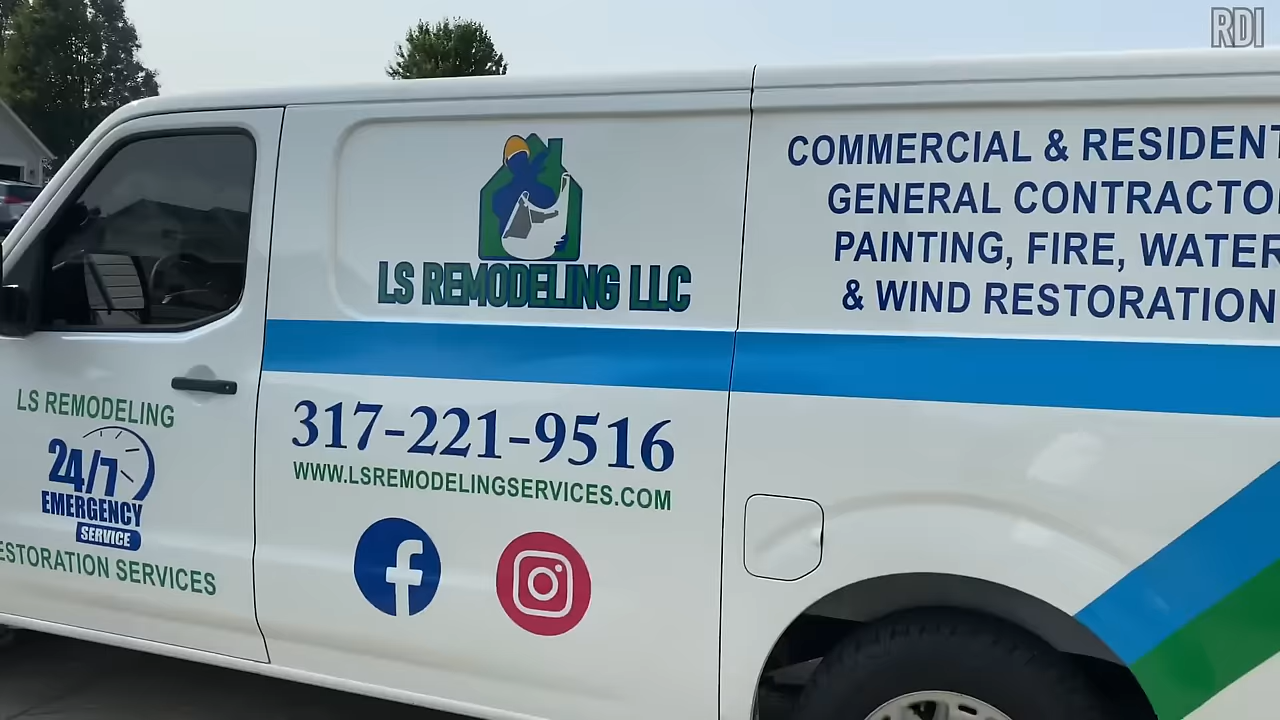 RDI
LS REMODELING LLC
COMMERCIAL & RESIDENT
GENERAL CONTRACTO
PAINTING, FIRE, WATER
& WIND RESTORATION
317-221-9516
WWW.LSREMODELINGSERVICES.COM
LS REMODELING
24/7
EMERGENCY
SERVICE
ESTORATION SERVICES